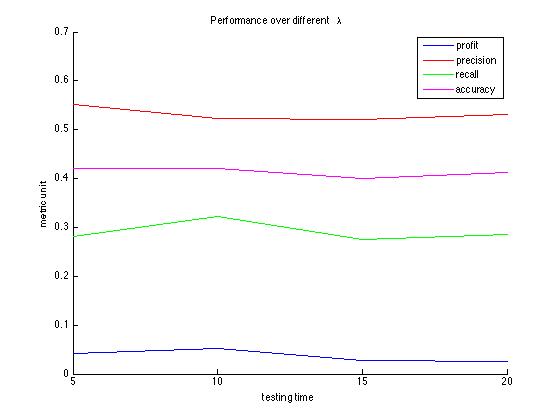 Performance over different λ
0.7
0.6
0.5
0.4
0.3
0.2
0.1
0
metric unit
profit
precision
recall
accuracy
5
10
15
20
testing time